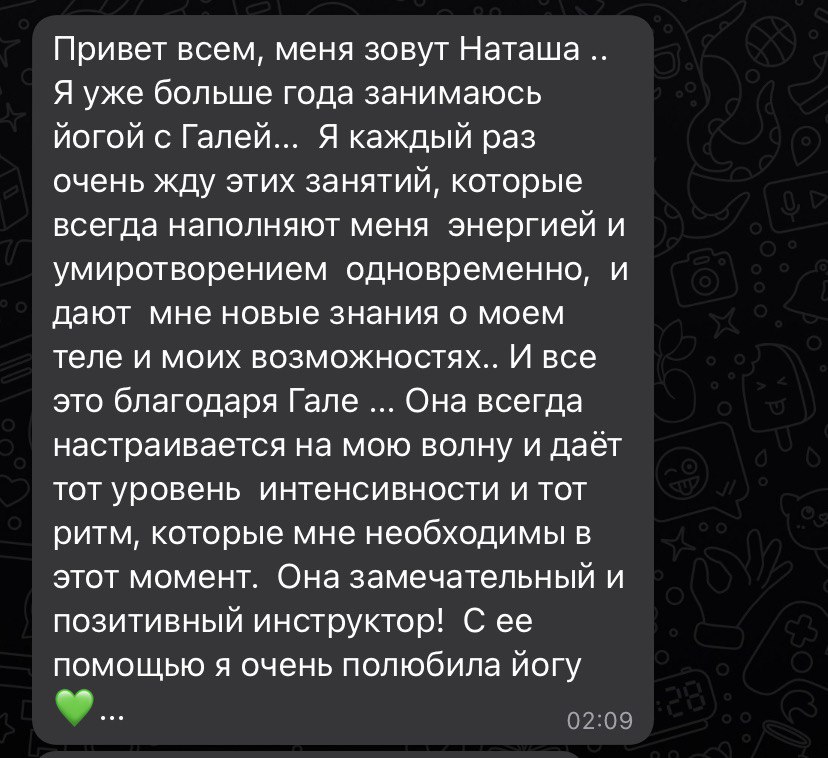 Привет всем, меня зовут Наташа ..
Я уже больше года занимаюсь
йогой с Галей...  Я каждый раз
очень жду этих занятий, которые
всегда наполняют меня  энергией и
умиротворением  одновременно,  и
дают  мне новые знания о моем
теле и моих возможностях.. И все
это благодаря Гале ... Она всегда
настраивается на мою волну и даёт
тот уровень  интенсивности и тот
ритм, которые мне необходимы в
этот момент.  Она замечательный и
позитивный инструктор!  С ее
помощью я очень полюбила йогу
💚...
02:09